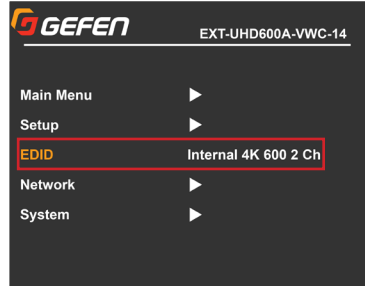 GEFEN
EXT-UHD600A-VWC-14
Main Menu
Setup
EDID Internal 4K 600 2 Ch
Network
System